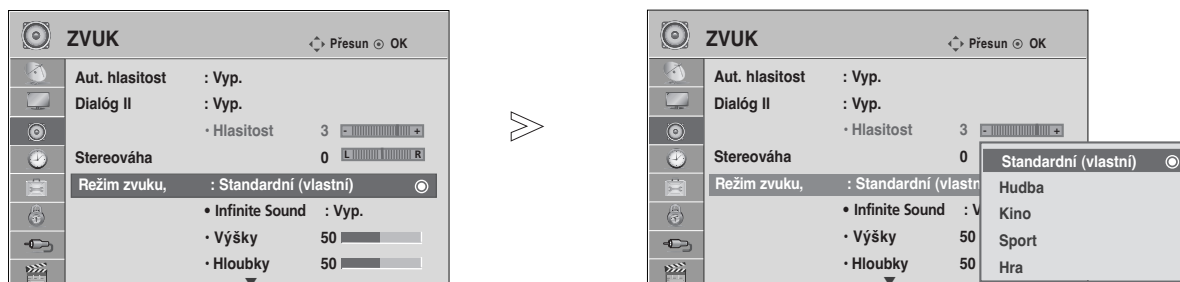 ZVUK
Přesun OK
Aut. hlasitost : Vyp.
Dialóg II : Vyp.
• Hlasitost 3 - +
Stereováha 0 L R
Režim zvuku, : Standardní (vlastní)
• Infinite Sound : Vyp.
• Výšky 50
• Hloubky 50
>
ZVUK
Přesun OK
Aut. hlasitost : Vyp.
Dialóg II : Vyp.
• Hlasitost 3 - +
Stereováha 0
Režim zvuku, : Standardní (vlastn
• Infinite Sound : V
• Výšky 50
• Hloubky 50
Standardní (vlastní)
Hudba
Kino
Sport
Hra